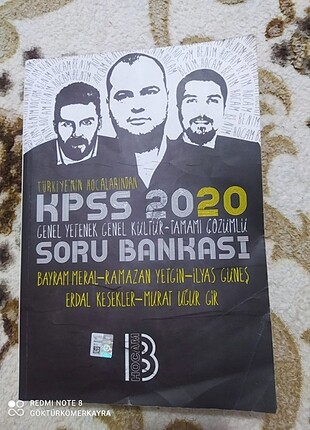 TÜRKİYE'NİN HOCALARINDAN
KPSS 2020
GENEL YETENEK GENEL KÜLTÜR-TAMAMI ÇÖZÜMLÜ
SORU BANKASI
BAYRAM MERAL-RAMAZAN YETGİN-İLYAS GÜNEŞ
ERDAL KESEKLER-MURAT UĞUR GİR
B
HOCAM
REDMI NOTE 8
GÖKTÜRKÖMERKAYRA